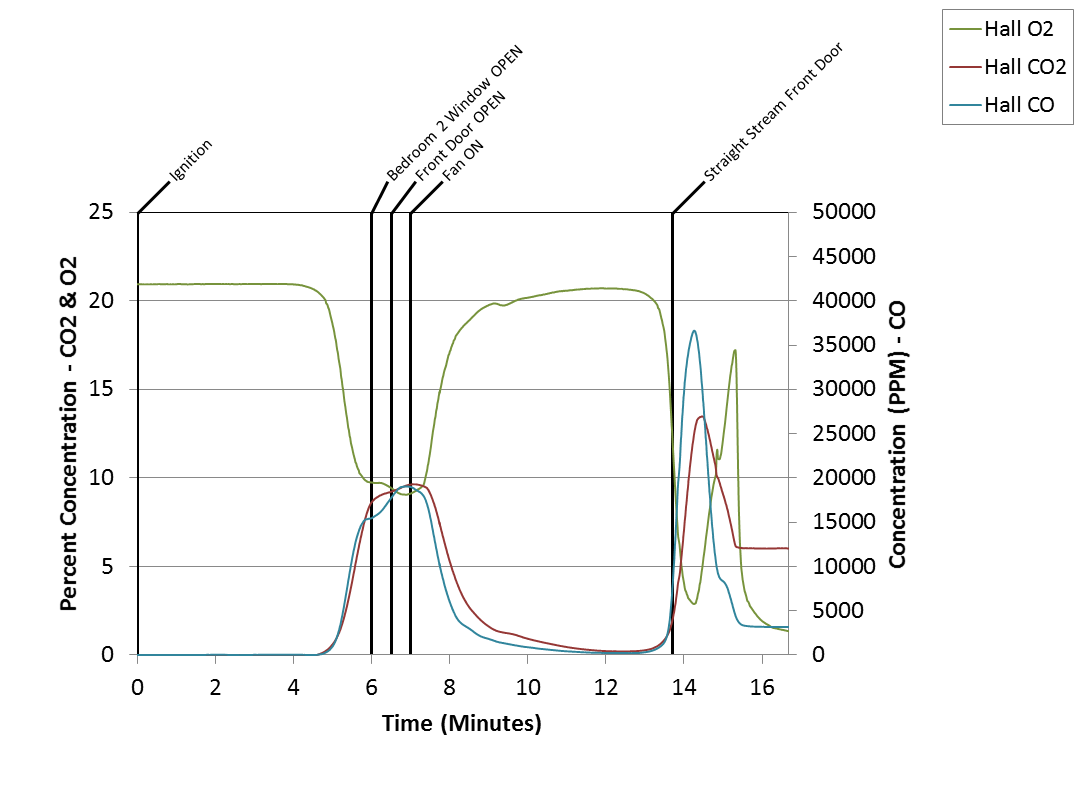 Hall O2
Hall CO2
Hall CO
Ignition
Bedroom 2 Window OPEN
Front Door OPEN
Fan ON
Straight Stream Front Door
Percent Concentration - CO2 & O2
25
20
15
10
5
0
50000
45000
40000
35000
30000
25000
20000
15000
10000
5000
0
Concentration (PPM) - CO
0 2 4 6 8 10 12 14 16
Time (Minutes)